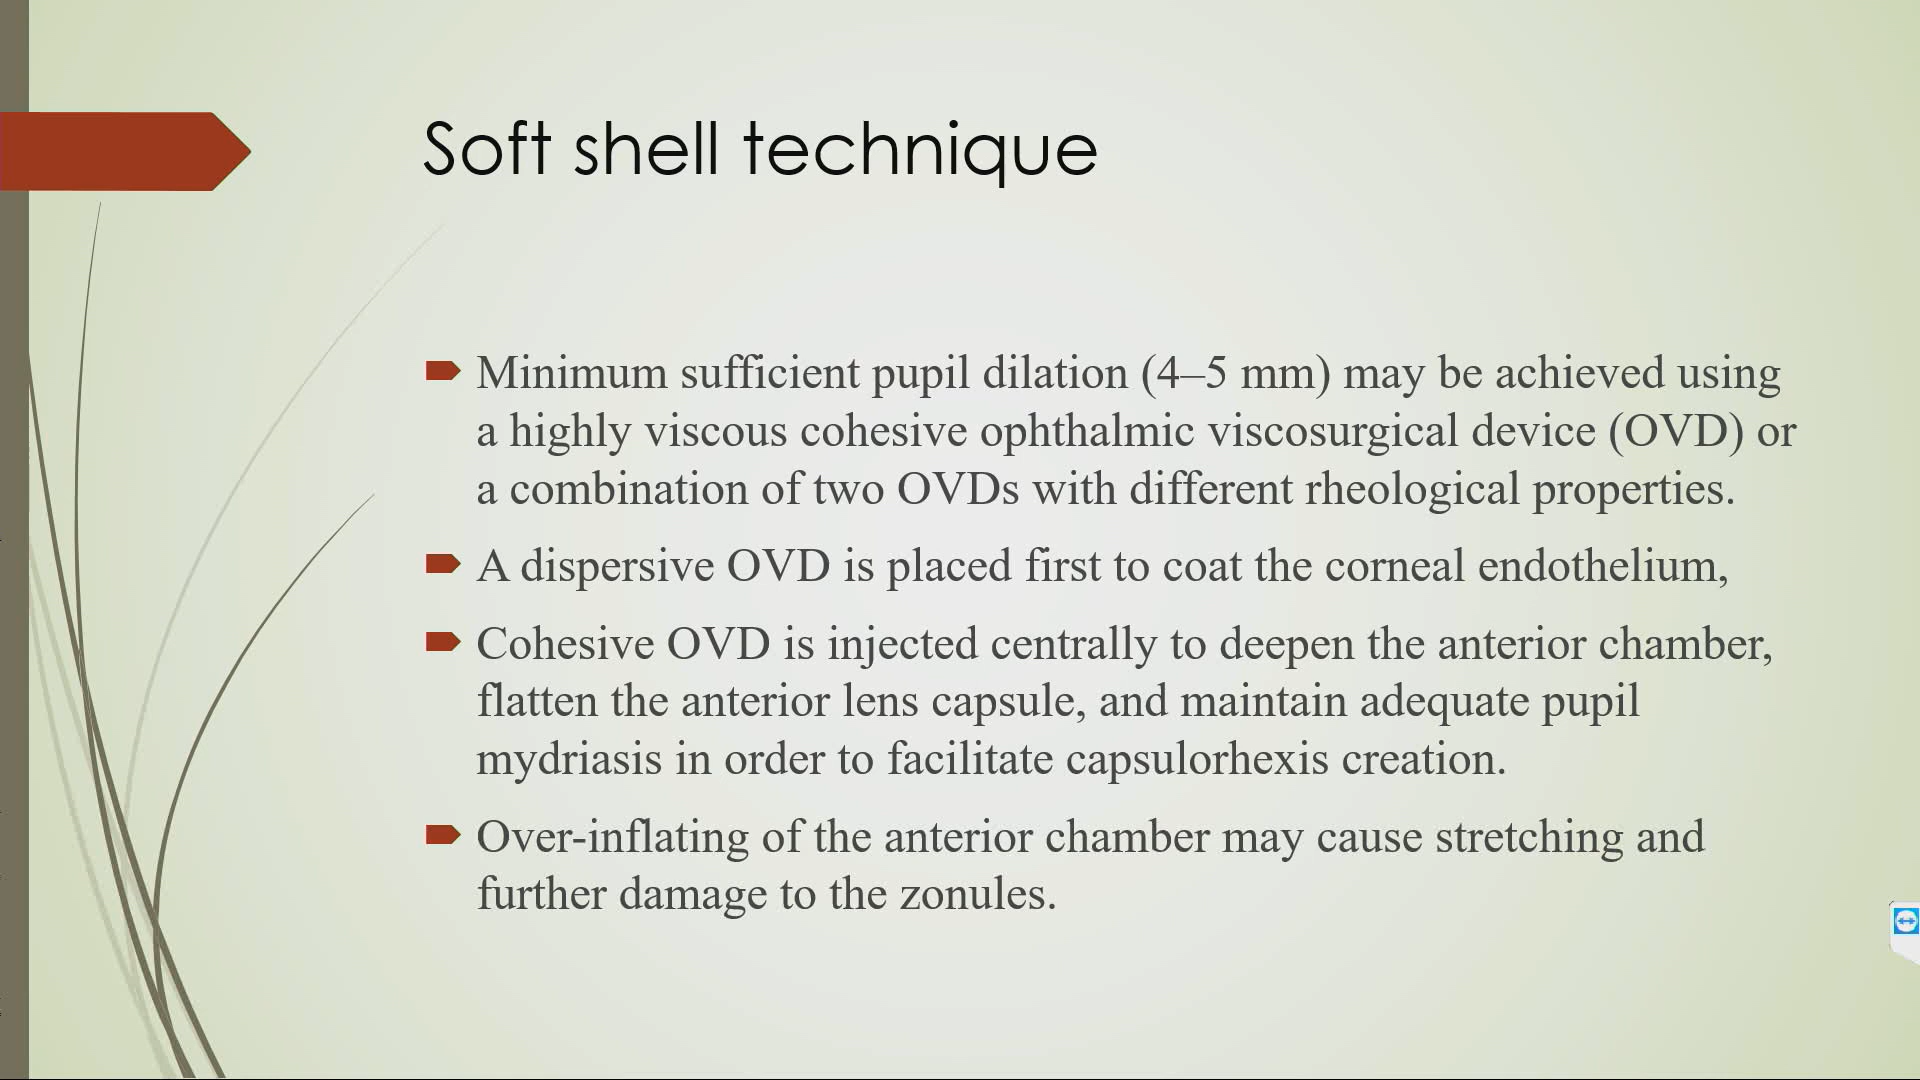 Soft shell technique
Minimum sufficient pupil dilation (4–5 mm) may be achieved using
a highly viscous cohesive ophthalmic viscosurgical device (OVD) or
a combination of two OVDs with different rheological properties.
A dispersive OVD is placed first to coat the corneal endothelium,
Cohesive OVD is injected centrally to deepen the anterior chamber,
flatten the anterior lens capsule, and maintain adequate pupil
mydriasis in order to facilitate capsulorhexis creation.
Over-inflating of the anterior chamber may cause stretching and
further damage to the zonules.